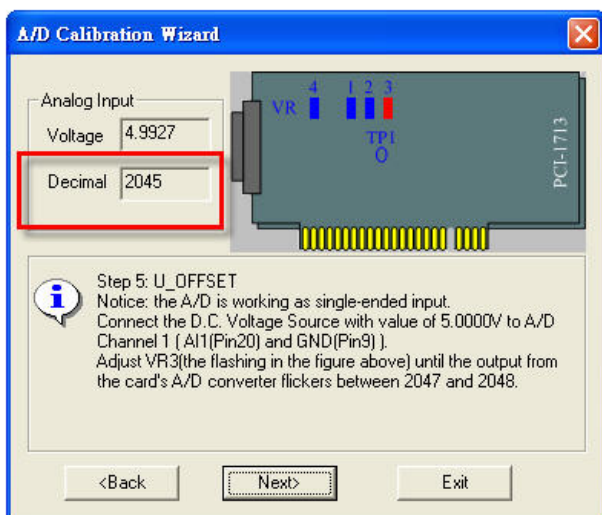 A/D Calibration Wizard
Analog Input
Voltage 4.9927
Decimal 2045
4 1 2 3
VR
TP1
PCI-1713
Step 5: U_OFFSET
Notice: the A/D is working as single-ended input.
Connect the D.C. Voltage Source with value of 5.0000V to A/D
Channel 1 ( AI1(Pin20) and GND(Pin9) ).
Adjust VR3(the flashing in the figure above) until the output from
the card's A/D converter flickers between 2047 and 2048.
<Back Next> Exit